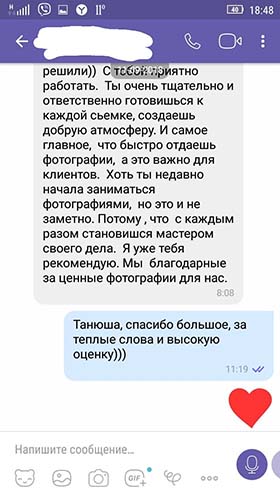 H
11°
40
18:48
решили)) С тобой приятно
работать. Ты очень тщательно и
ответственно готовишься к
каждой сьемке, создаешь
добрую атмосферу. И самое
главное, что быстро отдаешь
фотографии, а это важно для
клиентов. Хоть ты недавно
начала заниматься
фотографиями, но это и не
заметно. Потому , что с каждым
разом становишся мастером
своего дела. Я уже тебя
рекомендую. Мы благодарные
за ценные фотографии для нас.
8:08
Танюша, спасибо большое, за
теплые слова и высокую
оценку)))
11:19
Напишите сообщение...
GIF+